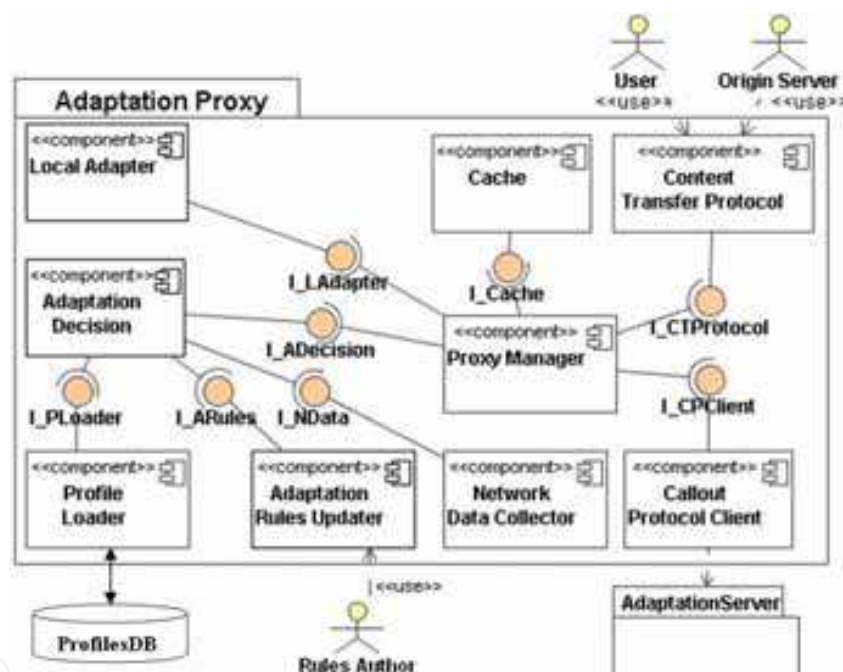 User
Origin Server
<<use>>
<<use>>
Adaptation Proxy
<<component>>
Local Adapter
<<component>>
Cache
<<component>>
Content
Transfer Protocol
I_LAdapter
I_Cache
<<component>>
Adaptation
Decision
I_ADecision
<<component>>
Proxy Manager
I_CTProtocol
I_PLoader
I_ARules
I_NData
I_CPClient
<<component>>
Profile
Loader
<<component>>
Adaptation
Rules Updater
<<component>>
Network
Data Collector
<<component>>
Callout
Protocol Client
<<use>>
ProfilesDB
Rules Author
AdaptationServer